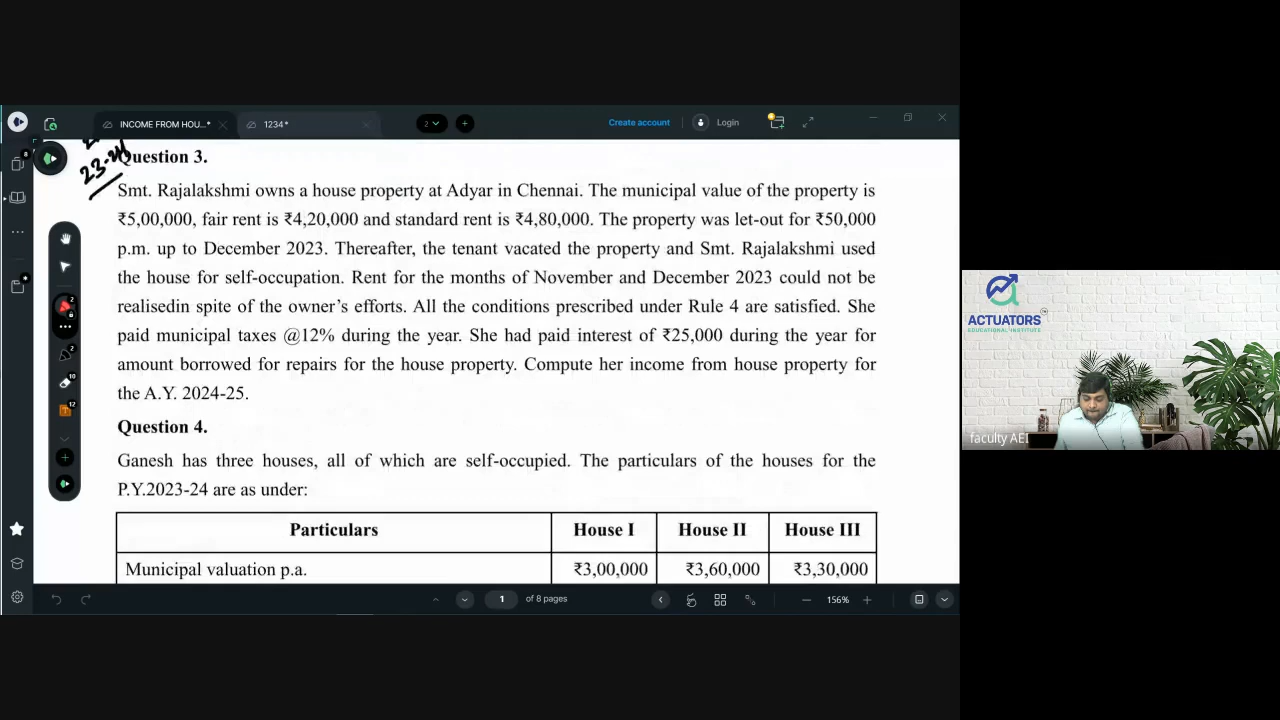 INCOME FROM HOU...*
1234*
2
Create account
Login
8
23-24
Question 3.
Smt. Rajalakshmi owns a house property at Adyar in Chennai. The municipal value of the property is
₹5,00,000, fair rent is ₹4,20,000 and standard rent is ₹4,80,000. The property was let-out for ₹50,000
p.m. up to December 2023. Thereafter, the tenant vacated the property and Smt. Rajalakshmi used
the house for self-occupation. Rent for the months of November and December 2023 could not be
realisedin spite of the owner's efforts. All the conditions prescribed under Rule 4 are satisfied. She
paid municipal taxes @12% during the year. She had paid interest of ₹25,000 during the year for
amount borrowed for repairs for the house property. Compute her income from house property for
the A.Y. 2024-25.
Question 4.
Ganesh has three houses, all of which are self-occupied. The particulars of the houses for the
P.Y.2023-24 are as under:
Particulars House I House II House III
Municipal valuation p.a. ₹3,00,000 ₹3,60,000 ₹3,30,000
2
2
10
12
1 of 8 pages
156%
ACTUATORS
EDUCATIONAL INSTITUTE
faculty AEI